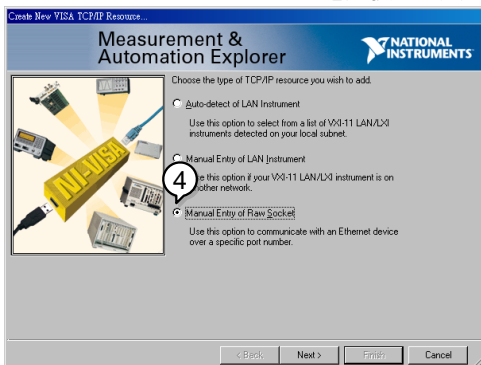 Create New VISA TCP/IP Resource...
Measurement &
Automation Explorer
NATIONAL
INSTRUMENTS
Choose the type of TCP/IP resource you wish to add.
Auto-detect of LAN Instrument
Use this option to select from a list of VXI-11 LAN/LXI
instruments detected on your local subnet.
Manual Entry of LAN Instrument
this option if your VXI-11 LAN/LXI instrument is on
another network.
4
Manual Entry of Raw Socket
Use this option to communicate with an Ethernet device
over a specific port number.
NI-VISA
< Back
Next >
Finish
Cancel